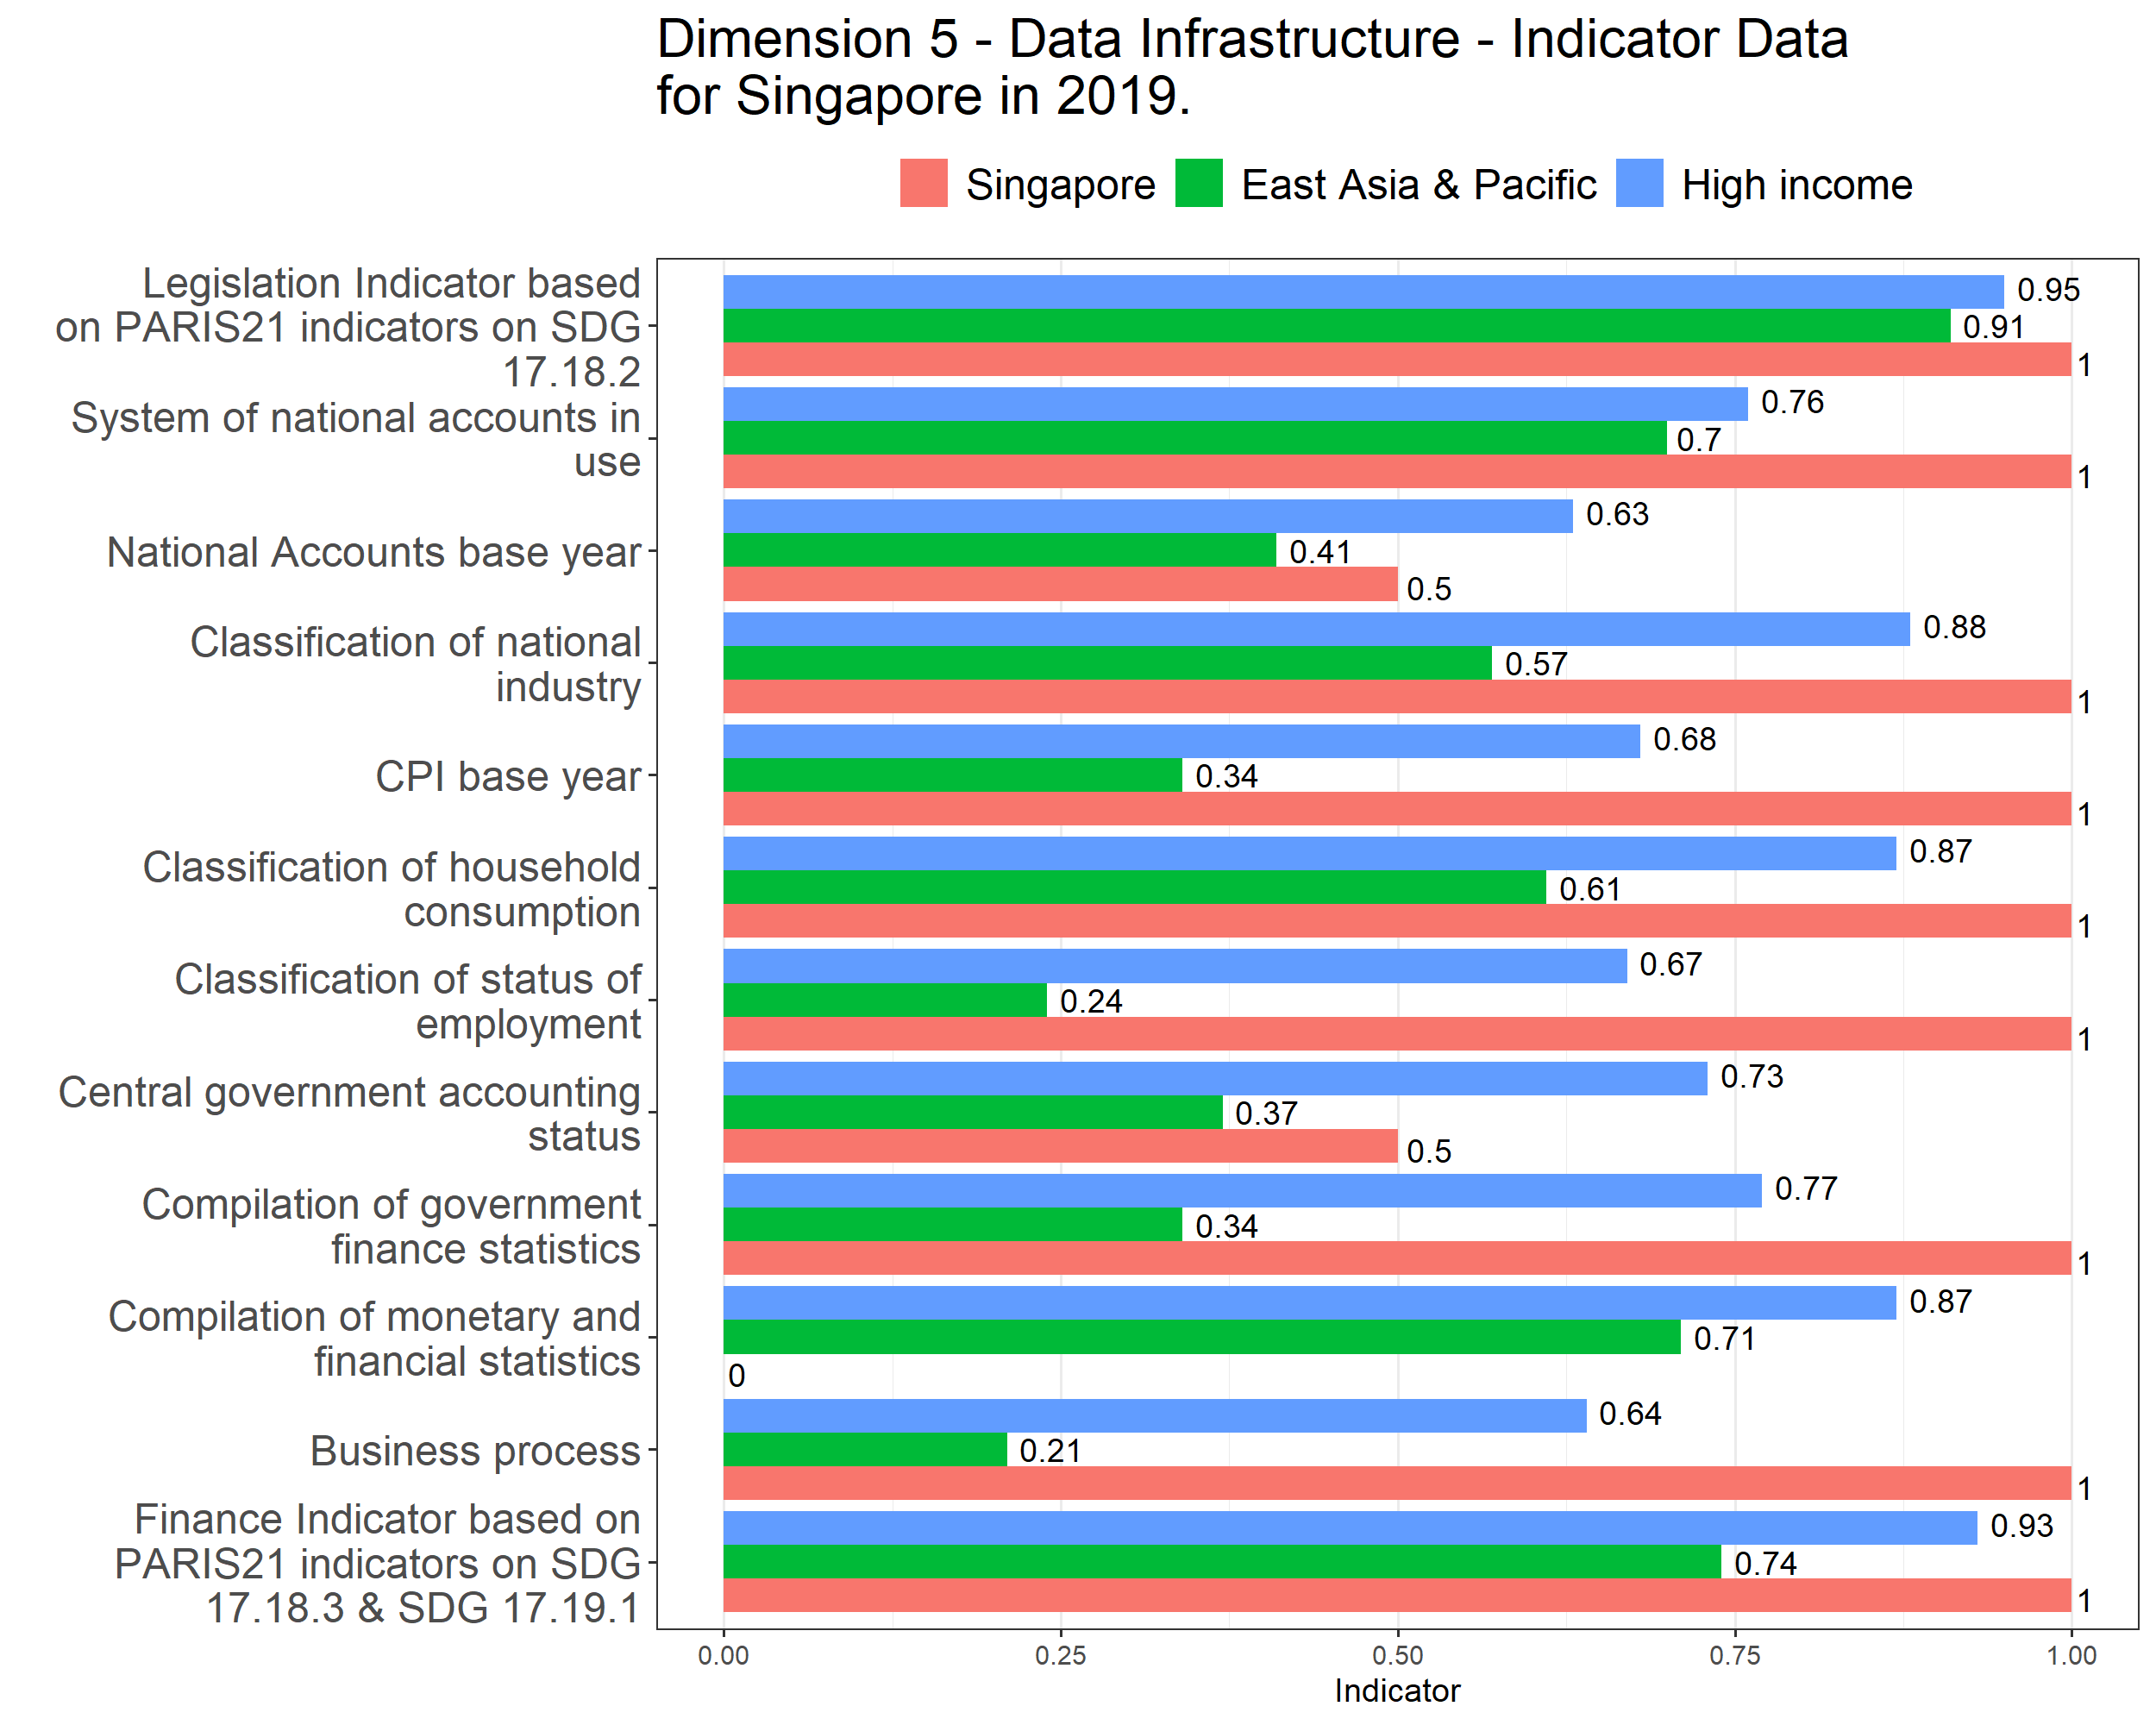 Dimension 5 - Data Infrastructure - Indicator Data
for Singapore in 2019.
Singapore East Asia & Pacific High income
Legislation Indicator based
on PARIS21 indicators on SDG
17.18.2
0.95
0.91
1
System of national accounts in
use
0.76
0.7
1
National Accounts base year
0.63
0.41
0.5
Classification of national
industry
0.88
0.57
1
CPI base year
0.68
0.34
1
Classification of household
consumption
0.87
0.61
1
Classification of status of
employment
0.67
0.24
1
Central government accounting
status
0.73
0.37
0.5
Compilation of government
finance statistics
0.77
0.34
1
Compilation of monetary and
financial statistics
0.87
0.71
0
Business process
0.64
0.21
1
Finance Indicator based on
PARIS21 indicators on SDG
17.18.3 & SDG 17.19.1
0.93
0.74
1
0.00 0.25 0.50 0.75 1.00
Indicator